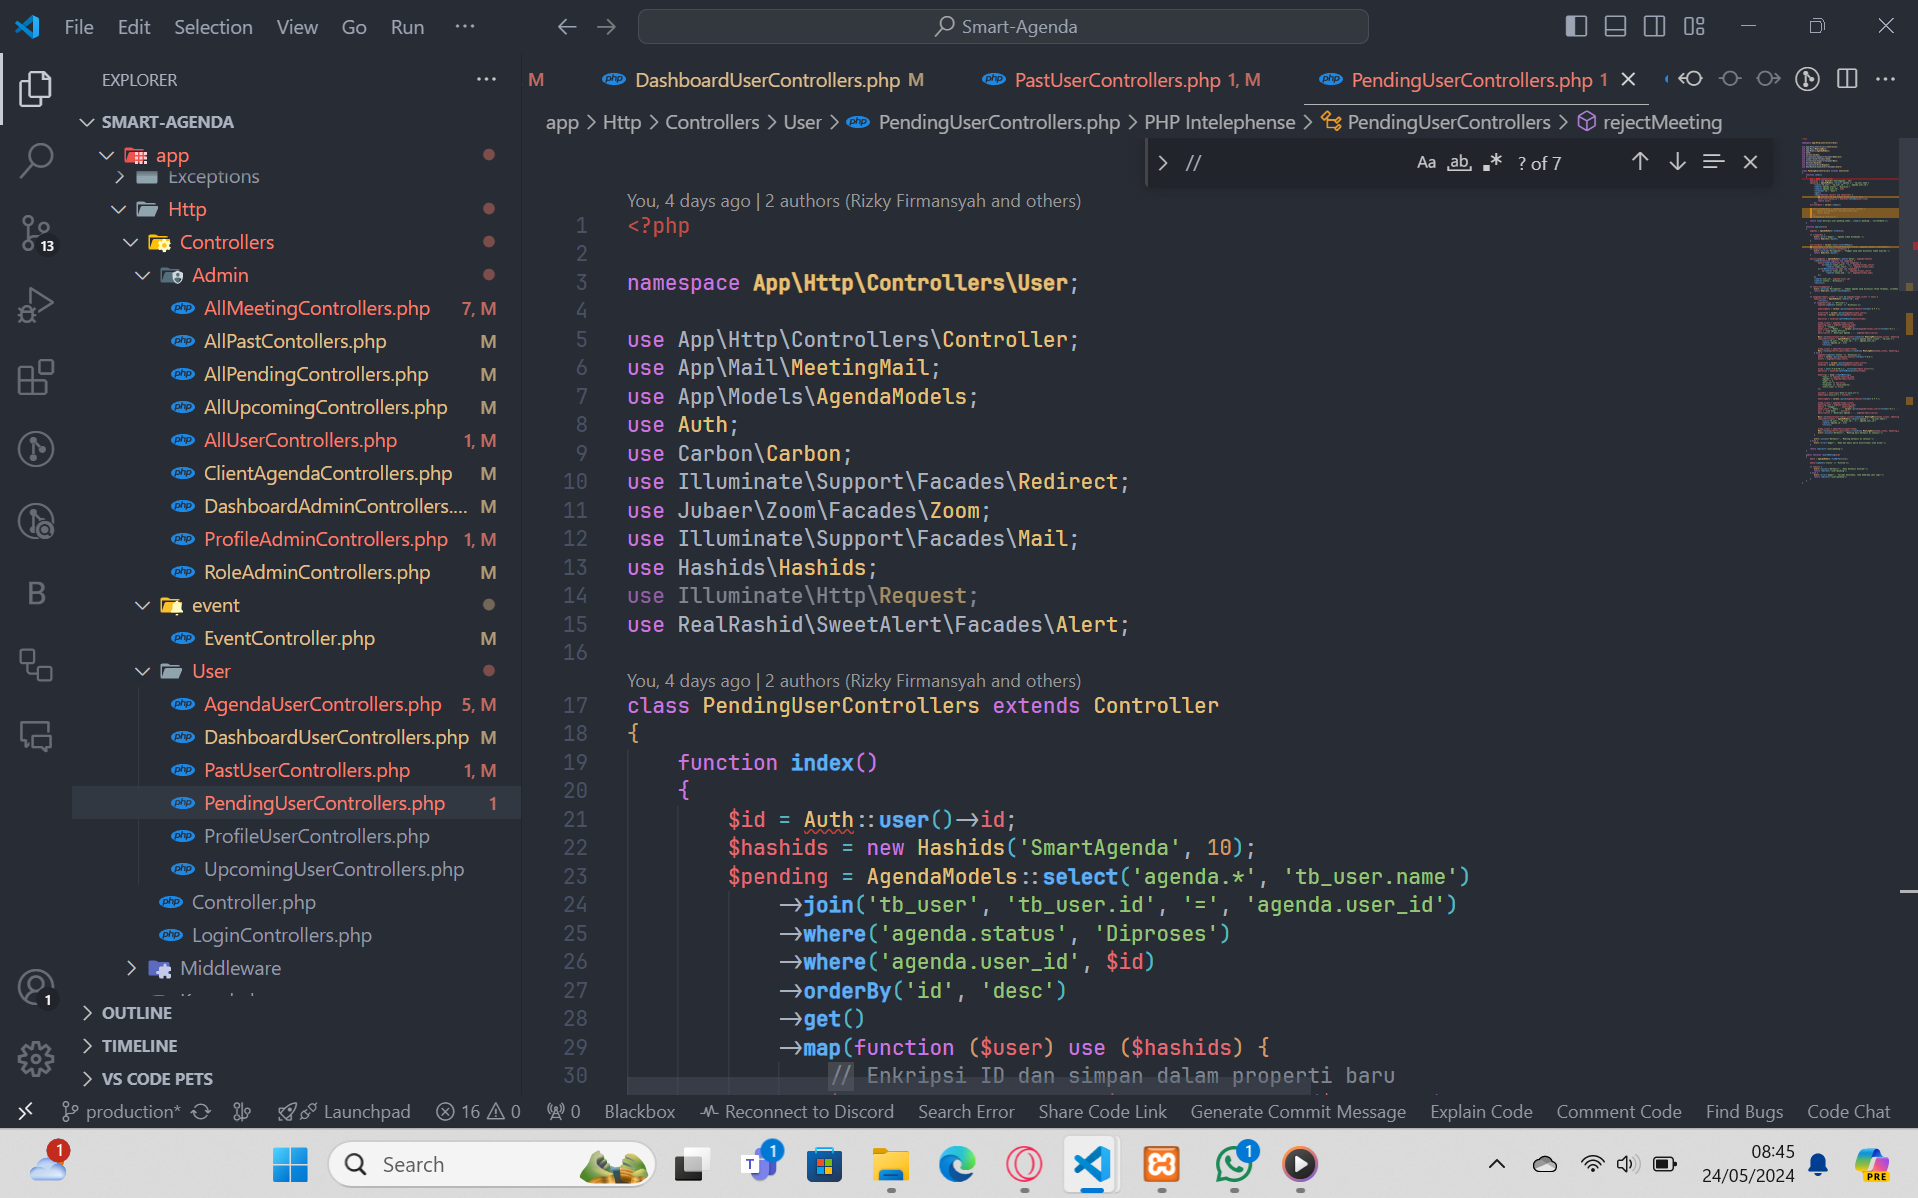 File Edit Selection View Go Run ··· Smart-Agenda
EXPLORER
SMART-AGENDA
app
Exceptions
Http
Controllers
Admin
AllMeetingControllers.php 7, M
AllPastContollers.php M
AllPendingControllers.php M
AllUpcomingControllers.php M
AllUserControllers.php 1, M
ClientAgendaControllers.php M
DashboardAdminControllers.... M
ProfileAdminControllers.php 1, M
RoleAdminControllers.php M
event
EventController.php M
User
AgendaUserControllers.php 5, M
DashboardUserControllers.php M
PastUserControllers.php 1, M
PendingUserControllers.php 1
ProfileUserControllers.php
UpcomingUserControllers.php
Controller.php
LoginControllers.php
Middleware
OUTLINE
TIMELINE
VS CODE PETS
13
B
1
M php DashboardUserControllers.php M php PastUserControllers.php 1, M php PendingUserControllers.php 1
app > Http > Controllers > User > php PendingUserControllers.php > PHP Intelephense > PendingUserControllers > rejectMeeting
// Aa ab ? of 7
You, 4 days ago | 2 authors (Rizky Firmansyah and others)
1 <?php
2
3 namespace App\Http\Controllers\User;
4
5 use App\Http\Controllers\Controller;
6 use App\Mail\MeetingMail;
7 use App\Models\AgendaModels;
8 use Auth;
9 use Carbon\Carbon;
10 use Illuminate\Support\Facades\Redirect;
11 use Jubaer\Zoom\Facades\Zoom;
12 use Illuminate\Support\Facades\Mail;
13 use Hashids\Hashids;
14 use Illuminate\Http\Request;
15 use RealRashid\SweetAlert\Facades\Alert;
16
You, 4 days ago | 2 authors (Rizky Firmansyah and others)
17 class PendingUserControllers extends Controller
18 {
19 function index()
20 {
21 $id = Auth::user()->id;
22 $hashids = new Hashids('SmartAgenda', 10);
23 $pending = AgendaModels::select('agenda.*', 'tb_user.name')
24 ->join('tb_user', 'tb_user.id', '=', 'agenda.user_id')
25 ->where('agenda.status', 'Diproses')
26 ->where('agenda.user_id', $id)
27 ->orderBy('id', 'desc')
28 ->get()
29 ->map(function ($user) use ($hashids) {
30 // Enkripsi ID dan simpan dalam properti baru
production* Launchpad 16 0 0 Blackbox Reconnect to Discord Search Error Share Code Link Generate Commit Message Explain Code Comment Code Find Bugs Code Chat
1 Search 1 1 08:45
24/05/2024 PRE